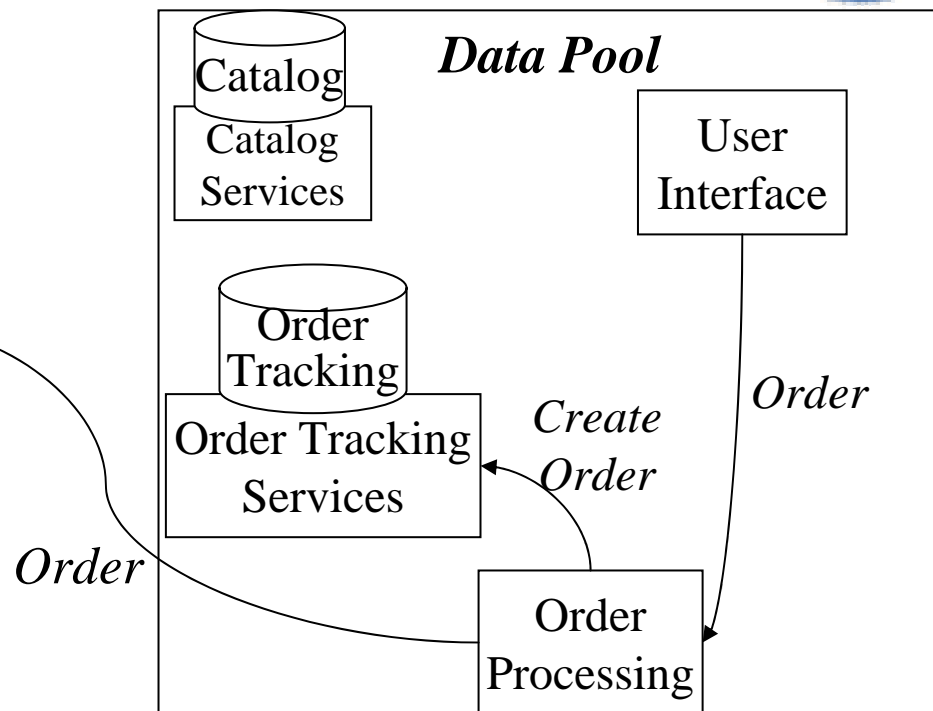 Data Pool
Catalog
Catalog
Services
User
Interface
Order
Tracking
Order Tracking
Services
Create
Order
Order
Order
Order
Processing